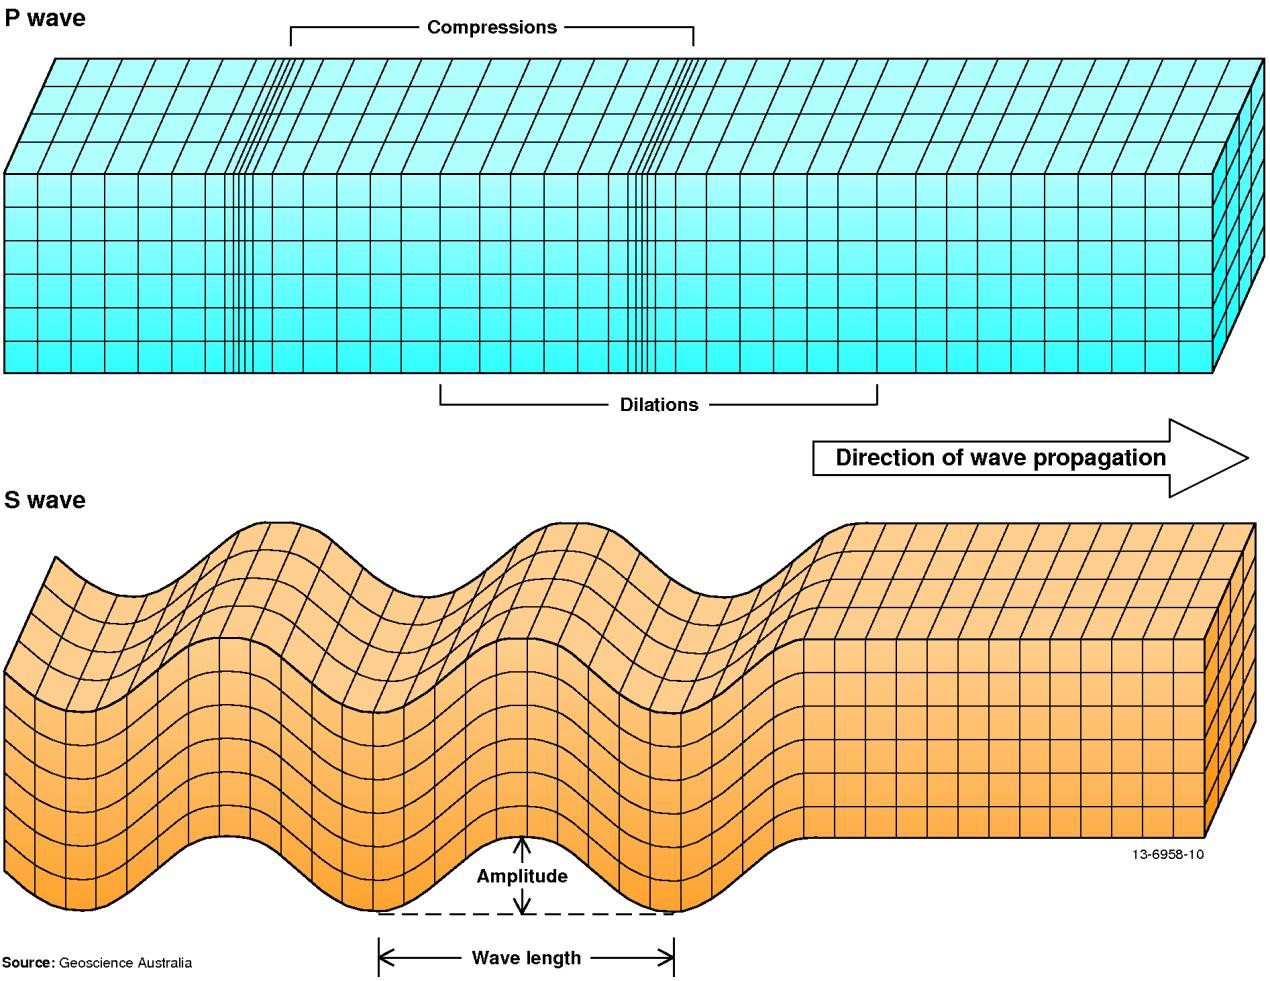 P wave
Compressions
Dilations
Direction of wave propagation
S wave
Amplitude
13-6958-10
Wave length
Source: Geoscience Australia